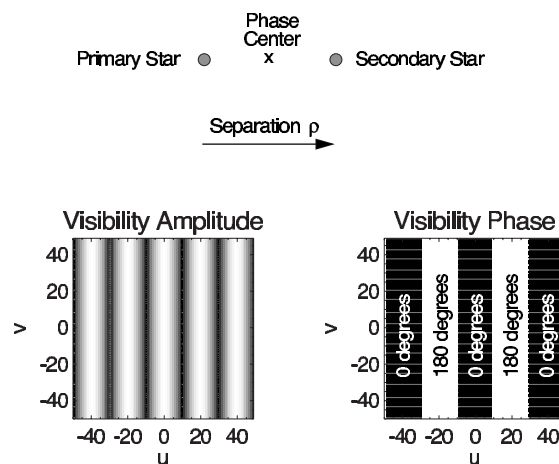 Phase
Center
Primary Star
x
Secondary Star
Separation ρ
Visibility Amplitude
Visibility Phase
40
20
0
-20
-40
v
-40 -20 0 20 40
u
40
20
0
-20
-40
v
0 degrees
180 degrees
0 degrees
180 degrees
0 degrees
-40 -20 0 20 40
u